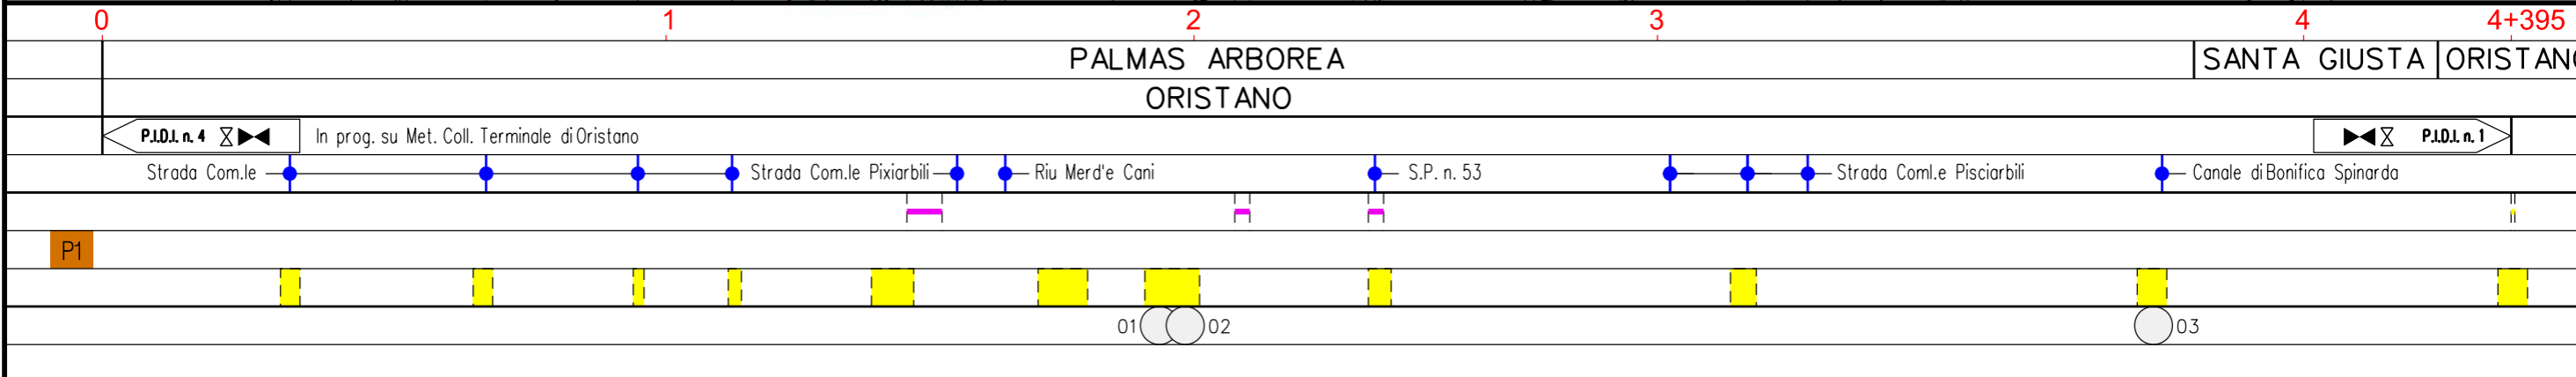 0 1 2 3 4 4+395
PALMAS ARBOREA SANTA GIUSTA ORISTANO
ORISTANO
P.I.D.I. n. 4 In prog. su Met. Coll. Terminale di Oristano P.I.D.I. n. 1
Strada Com.le Strada Com.le Pixiarbili Riu Merd'e Cani S.P. n. 53 Strada Coml.e Pisciarbili Canale di Bonifica Spinarda
P1
01 02 03